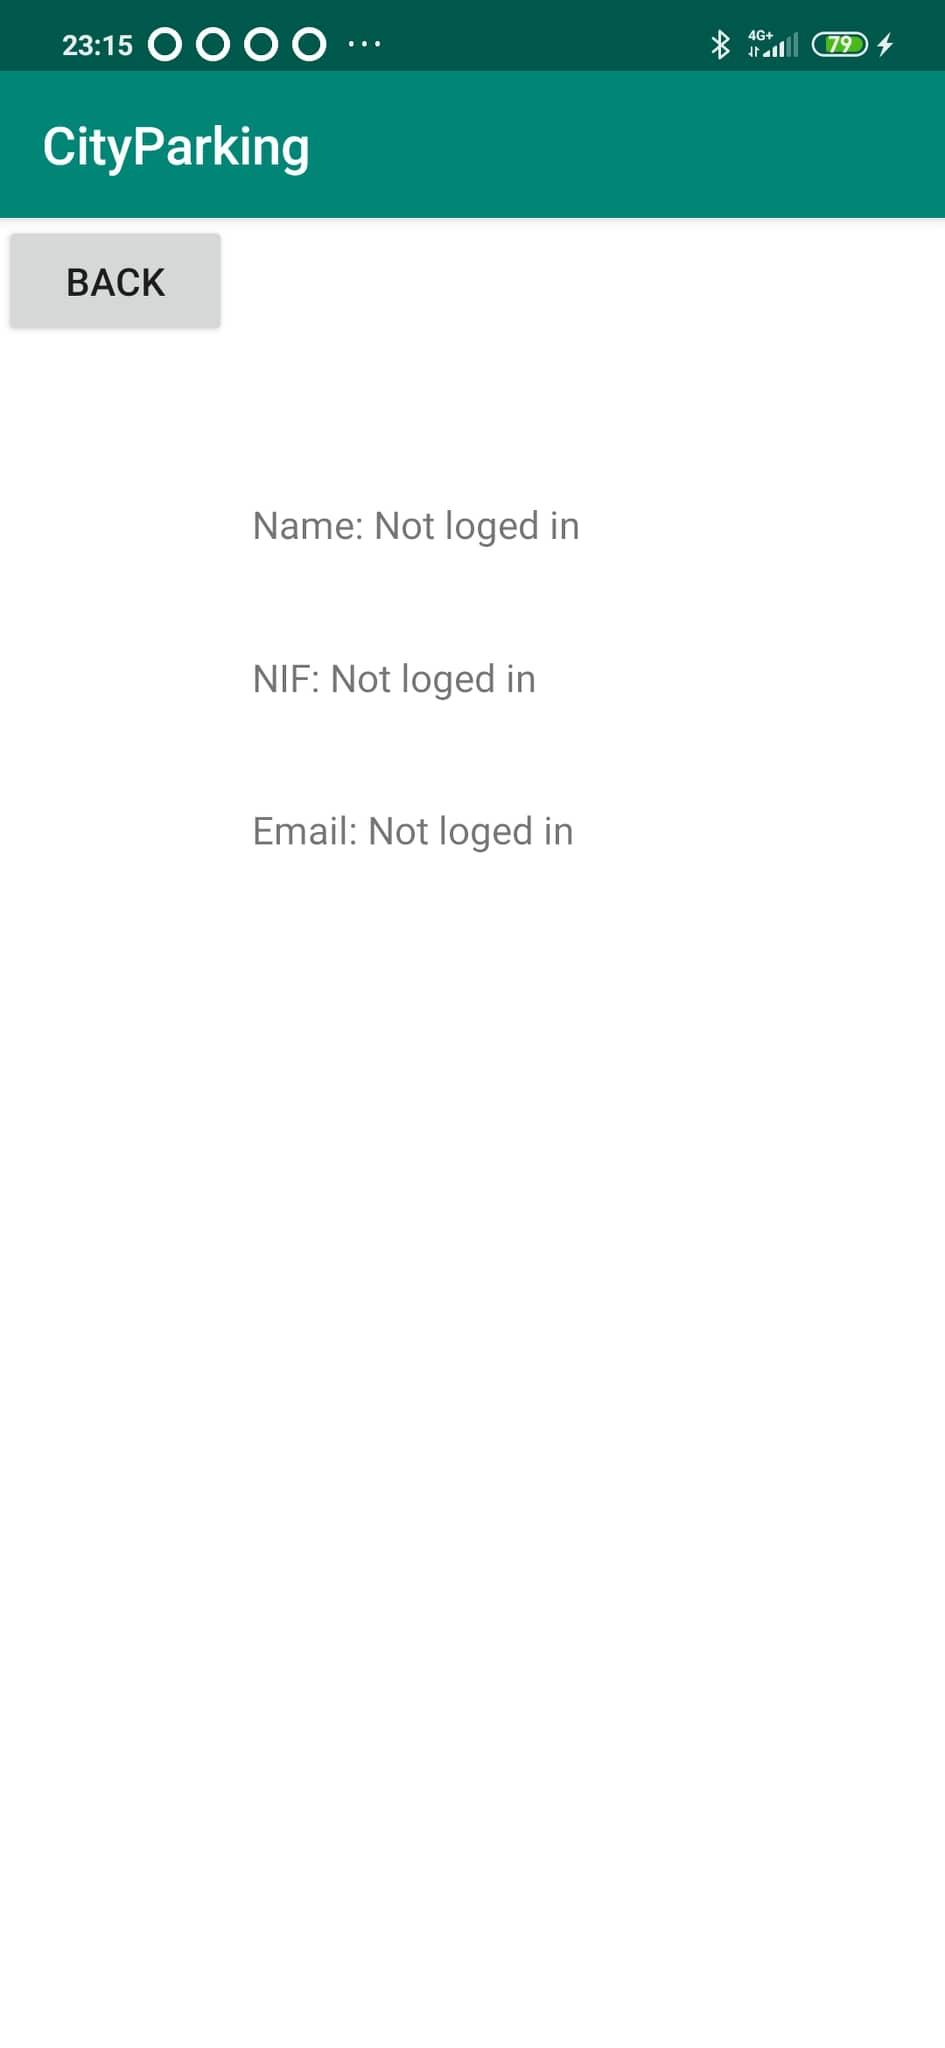 23:15 ... 4G+ 79
CityParking
BACK
Name: Not loged in
NIF: Not loged in
Email: Not loged in